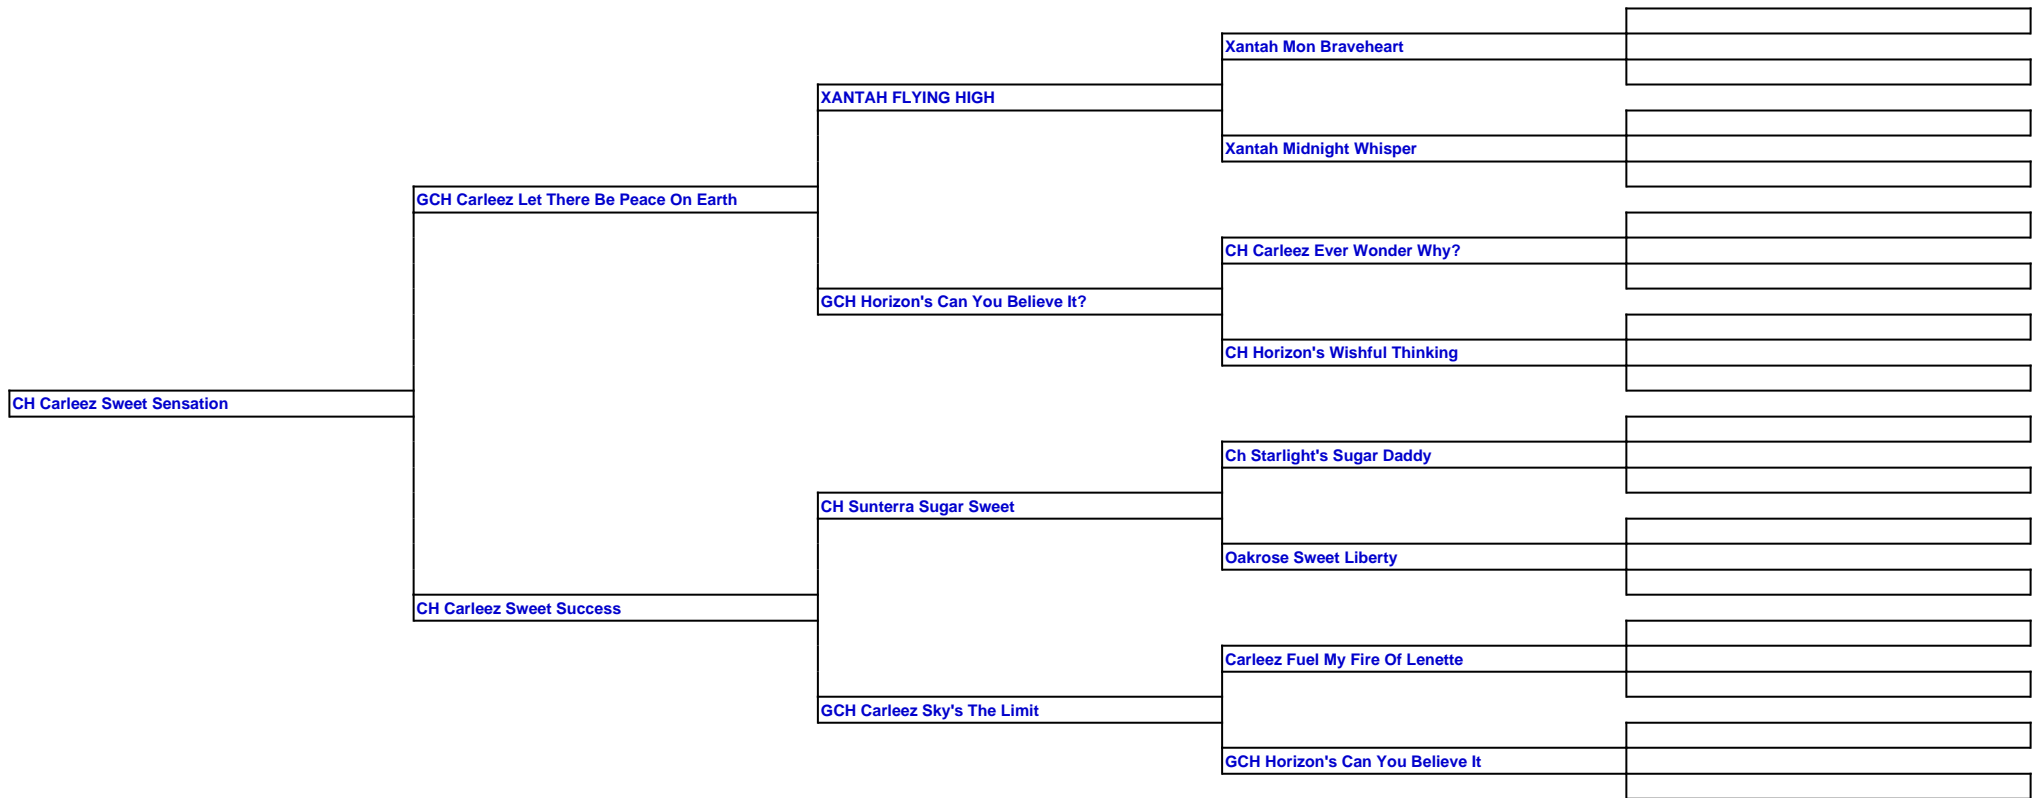 Xantah Mon Braveheart
XANTAH FLYING HIGH
Xantah Midnight Whisper
GCH Carleez Let There Be Peace On Earth
CH Carleez Ever Wonder Why?
GCH Horizon's Can You Believe It?
CH Horizon's Wishful Thinking
CH Carleez Sweet Sensation
Ch Starlight's Sugar Daddy
CH Sunterra Sugar Sweet
Oakrose Sweet Liberty
CH Carleez Sweet Success
Carleez Fuel My Fire Of Lenette
GCH Carleez Sky's The Limit
GCH Horizon's Can You Believe It